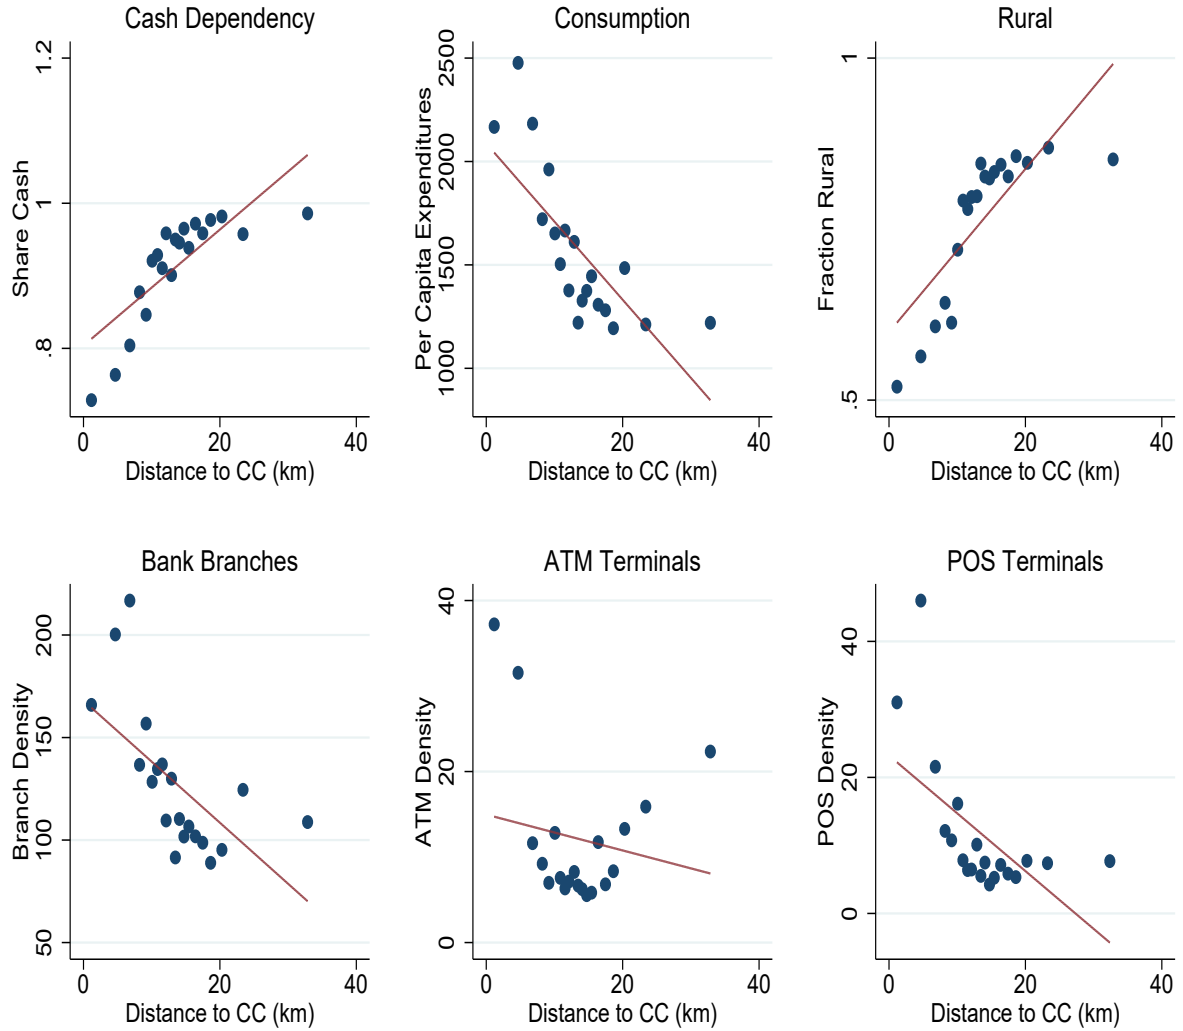 Cash Dependency
Share Cash
1.2
1
.8
0 20 40
Distance to CC (km)
Consumption
Per Capita Expenditures
2500
2000
1500
1000
0 20 40
Distance to CC (km)
Rural
Fraction Rural
1
.5
0 20 40
Distance to CC (km)
Bank Branches
Branch Density
200
150
100
50
0 20 40
Distance to CC (km)
ATM Terminals
ATM Density
40
20
0
0 20 40
Distance to CC (km)
POS Terminals
POS Density
40
20
0
0 20 40
Distance to CC (km)